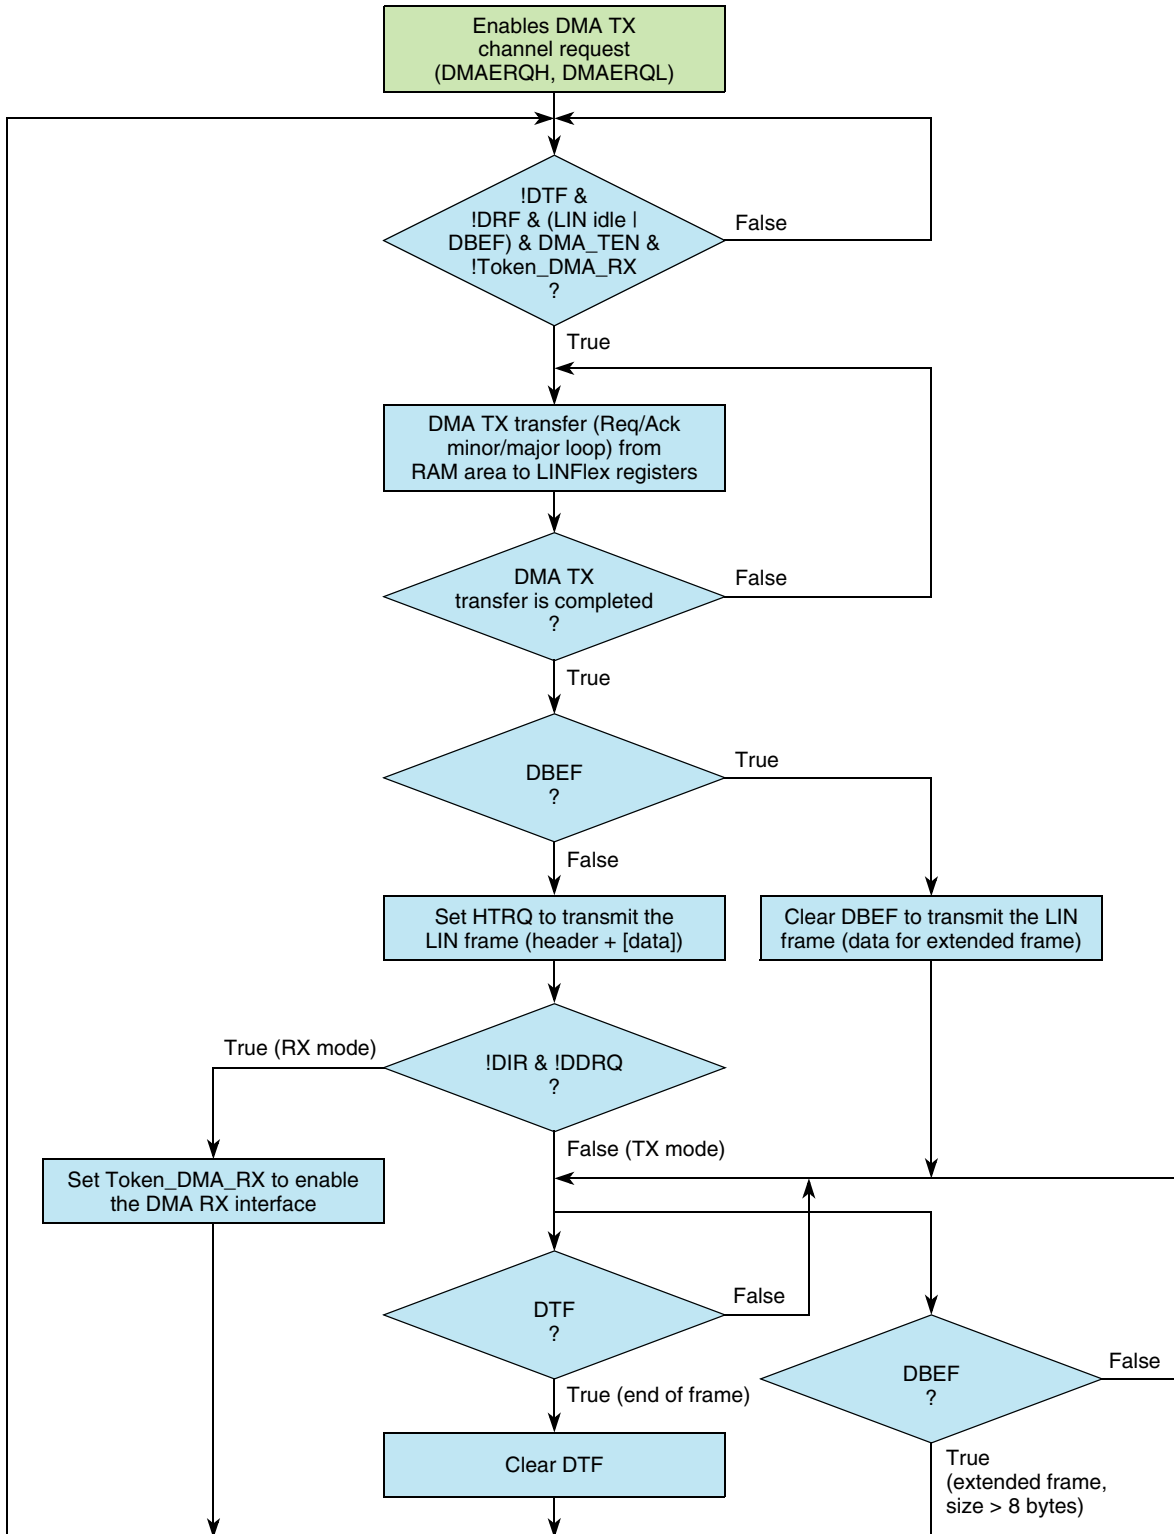 Enables DMA TX
channel request
(DMAERQH, DMAERQL)
!DTF &
!DRF & (LIN idle |
DBEF) & DMA_TEN &
!Token_DMA_RX
?
False
True
DMA TX transfer (Req/Ack
minor/major loop) from
RAM area to LINFlex registers
DMA TX
transfer is completed
?
False
True
DBEF
?
True
False
Set HTRQ to transmit the
LIN frame (header + [data])
Clear DBEF to transmit the LIN
frame (data for extended frame)
True (RX mode)
!DIR & !DDRQ
?
False (TX mode)
Set Token_DMA_RX to enable
the DMA RX interface
DTF
?
False
DBEF
?
False
True (end of frame)
Clear DTF
True
(extended frame,
size > 8 bytes)